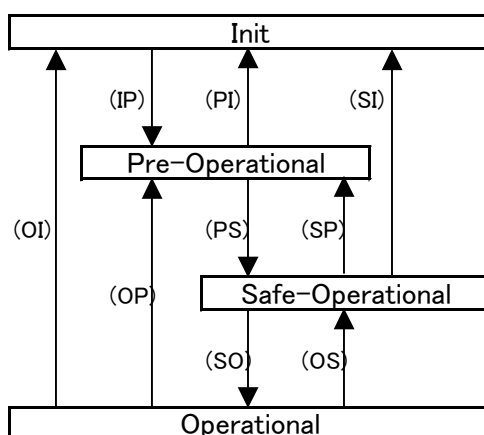 Init
(IP) (PI) (SI)
Pre-Operational
(OI) (PS) (SP)
Safe-Operational
(OP)
(SO) (OS)
Operational